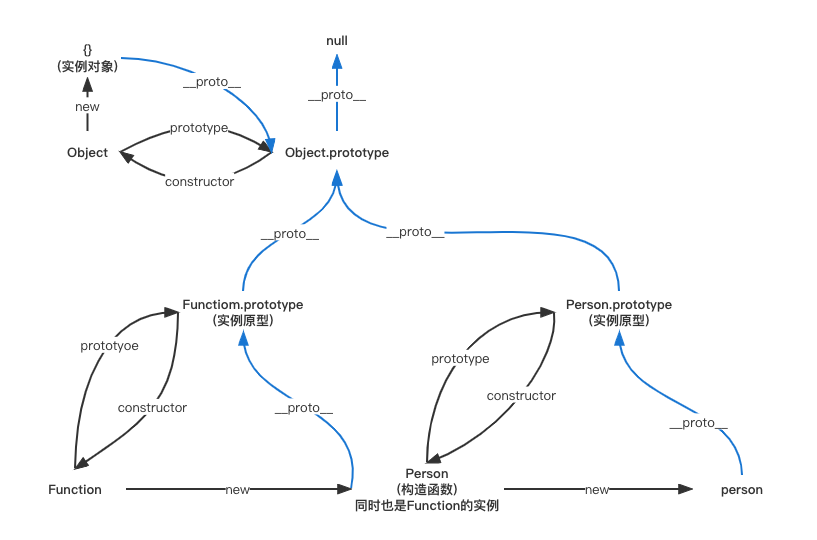 null
{}
(实例对象)
__proto__
__proto__
new
prototype
Object
Object.prototype
constructor
__proto__
__proto__
Functiom.prototype
(实例原型)
Person.prototype
(实例原型)
prototyoe
prototype
constructor
constructor
__proto__
__proto__
Function
new
Person
(构造函数)
同时也是Function的实例
new
person